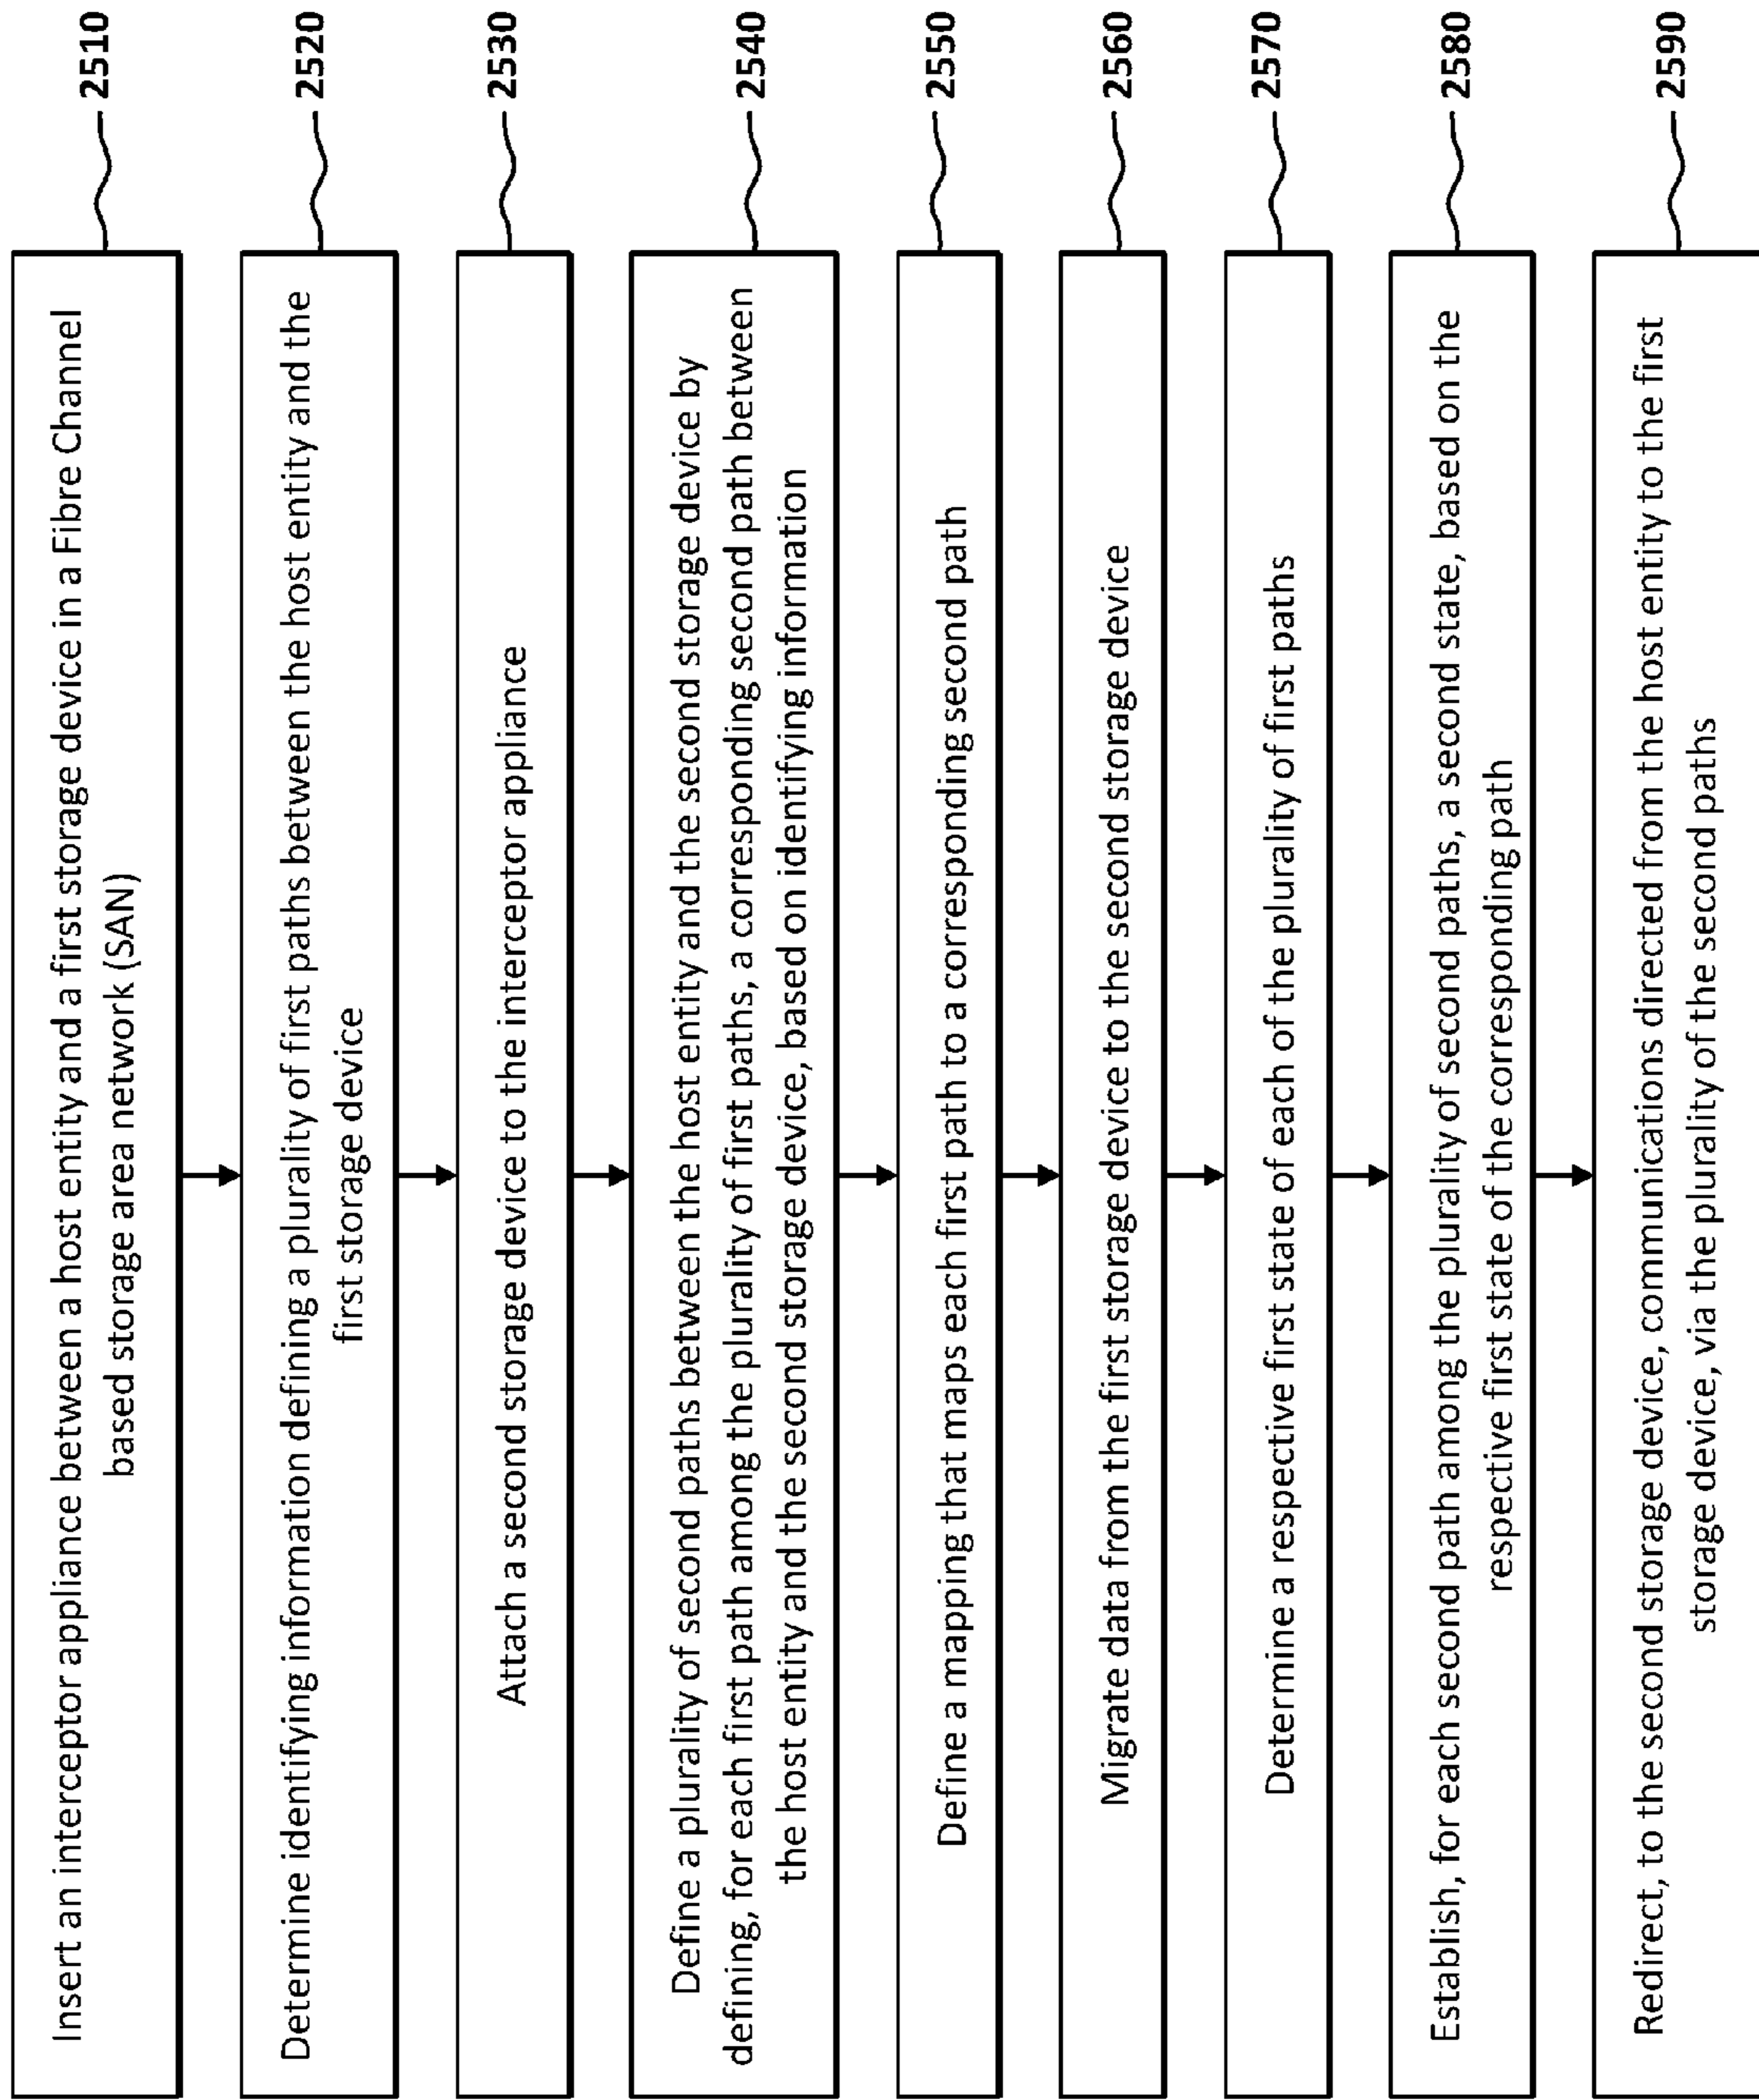 Insert an interceptor appliance between a host entity and a first storage device in a Fibre Channel
based storage area network (SAN)
2510
Determine identifying information defining a plurality of first paths between the host entity and the
first storage device
2520
Attach a second storage device to the interceptor appliance
2530
Define a plurality of second paths between the host entity and the second storage device by
defining, for each first path among the plurality of first paths, a corresponding second path between
the host entity and the second storage device, based on identifying information
2540
Define a mapping that maps each first path to a corresponding second path
2550
Migrate data from the first storage device to the second storage device
2560
Determine a respective first state of each of the plurality of first paths
2570
Establish, for each second path among the plurality of second paths, a second state, based on the
respective first state of the corresponding path
2580
Redirect, to the second storage device, communications directed from the host entity to the first
storage device, via the plurality of the second paths
2590